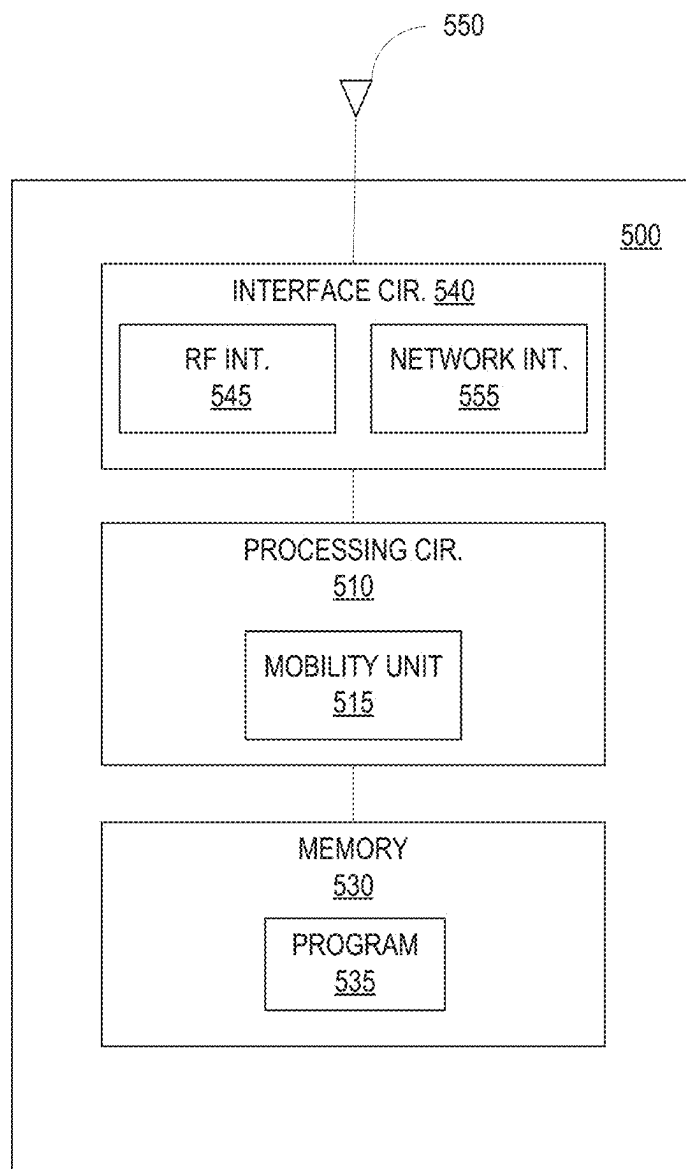 550
500
INTERFACE CIR. 540
RF INT.
545
NETWORK INT.
555
PROCESSING CIR.
510
MOBILITY UNIT
515
MEMORY
530
PROGRAM
535